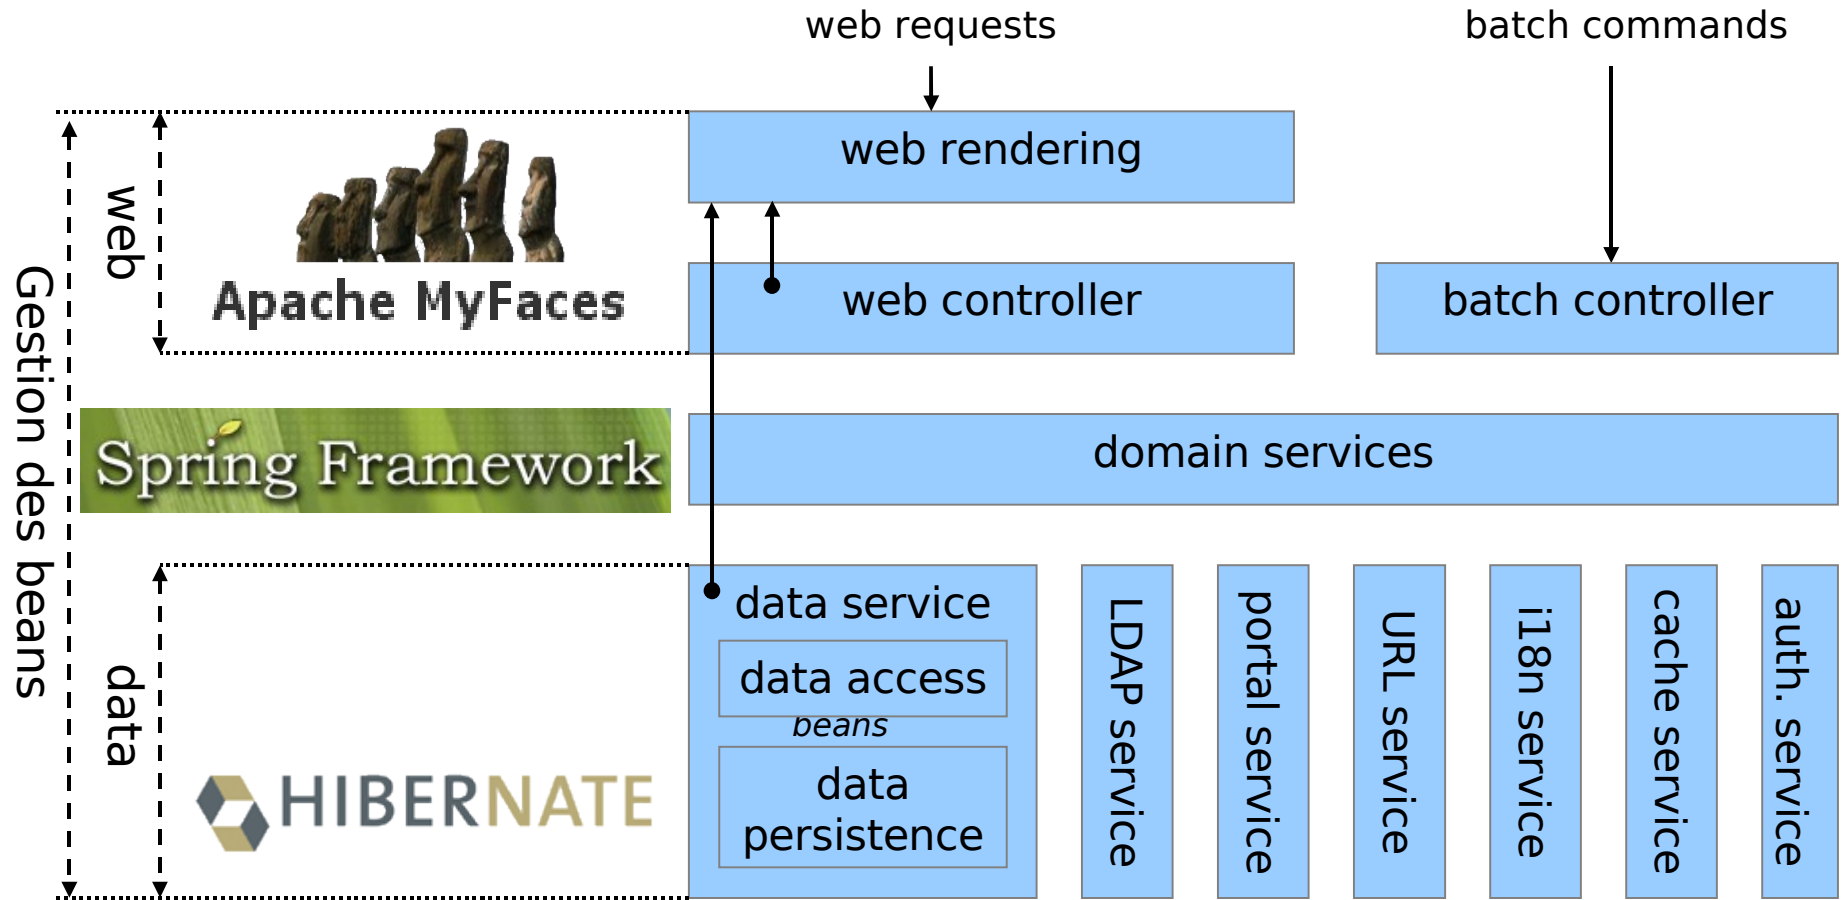 web requests
batch commands
web rendering
web
Apache MyFaces
web controller
batch controller
Gestion des beans
Spring Framework
domain services
data
HIBERNATE
data service
data access
beans
data
persistence
LDAP service
portal service
URL service
i18n service
cache service
auth. service